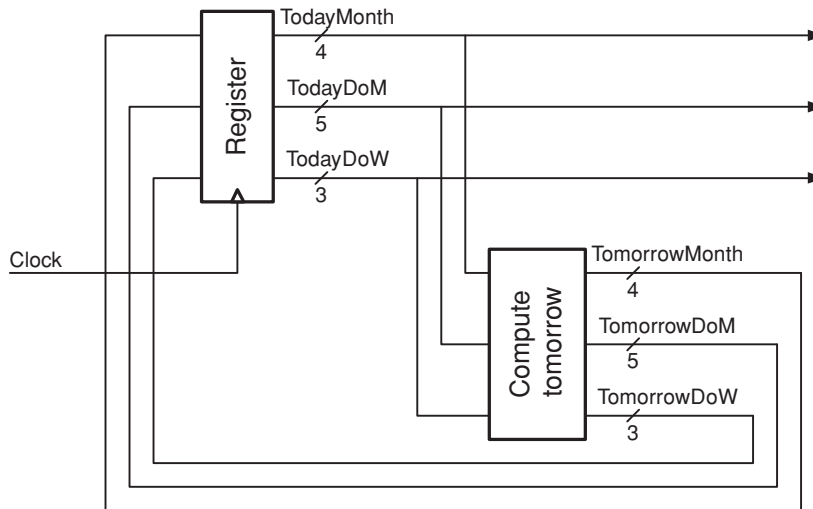 TodayMonth
4
Register
TodayDoM
5
TodayDoW
3
Clock
TomorrowMonth
4
Compute
tomorrow
TomorrowDoM
5
TomorrowDoW
3